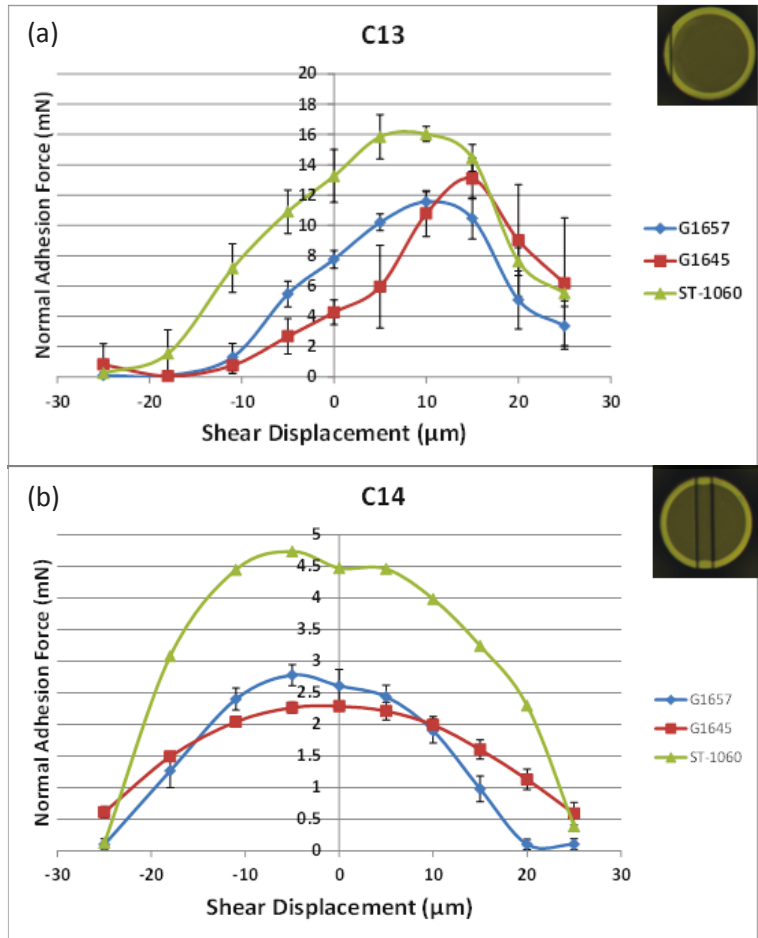 (a)
C13
Normal Adhesion Force (mN)
20
18
16
14
12
10
8
6
4
2
0
-30 -20 -10 0 10 20 30
Shear Displacement (µm)
G1657
G1645
ST-1060
(b)
C14
Normal Adhesion Force (mN)
5
4.5
4
3.5
3
2.5
2
1.5
1
0.5
0
-30 -20 -10 0 10 20 30
Shear Displacement (µm)
G1657
G1645
ST-1060